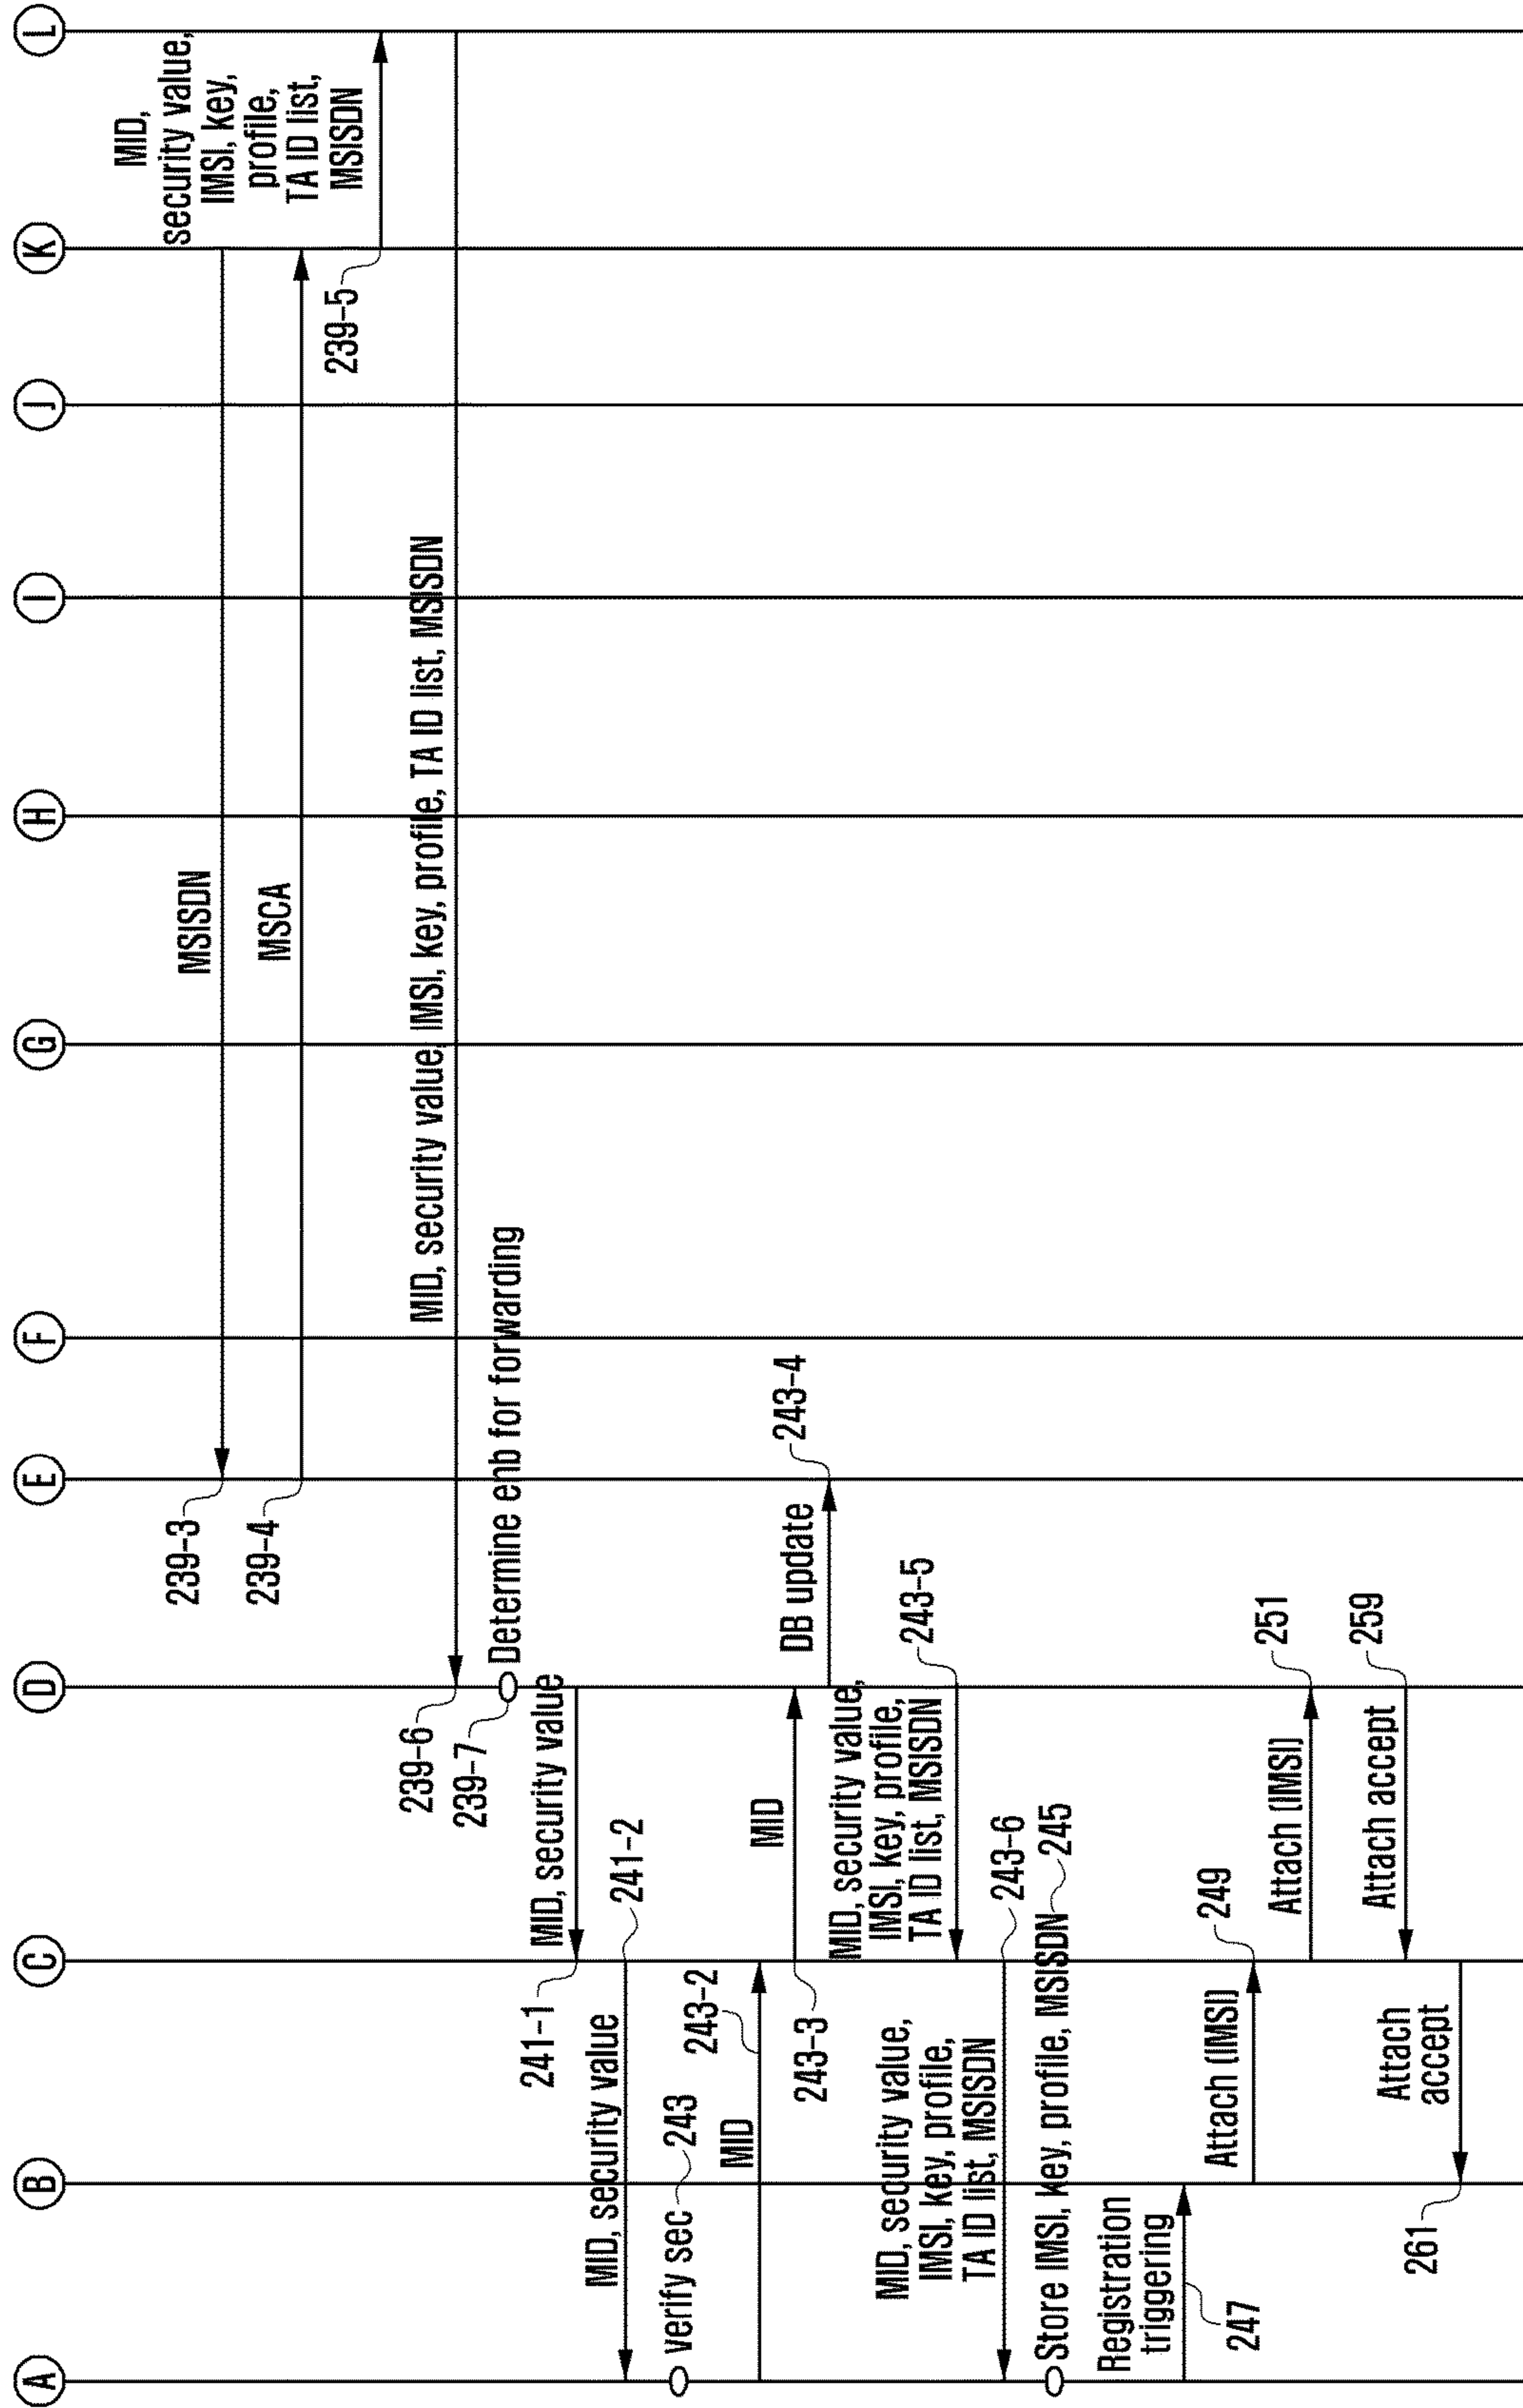 A
B
C
D
E
F
G
H
I
J
K
L
MSISDN
239-3
MSCA
239-4
MID,
security value,
IMSI, key,
profile,
TA ID list,
MSISDN
239-5
MID, security value, IMSI, key, profile, TA ID list, MSISDN
239-6
239-7
Determine enb for forwarding
MID, security value
241-1
MID, security value
241-2
verify sec
243
MID
243-2
MID
243-3
DB update
243-4
MID, security value,
IMSI, key, profile,
TA ID list, MSISDN
243-5
MID, security value,
IMSI, key, profile,
TA ID list, MSISDN
243-6
Store IMSI, key, profile, MSISDN
245
Registration
triggering
247
Attach (IMSI)
249
Attach (IMSI)
251
Attach accept
259
Attach
accept
261